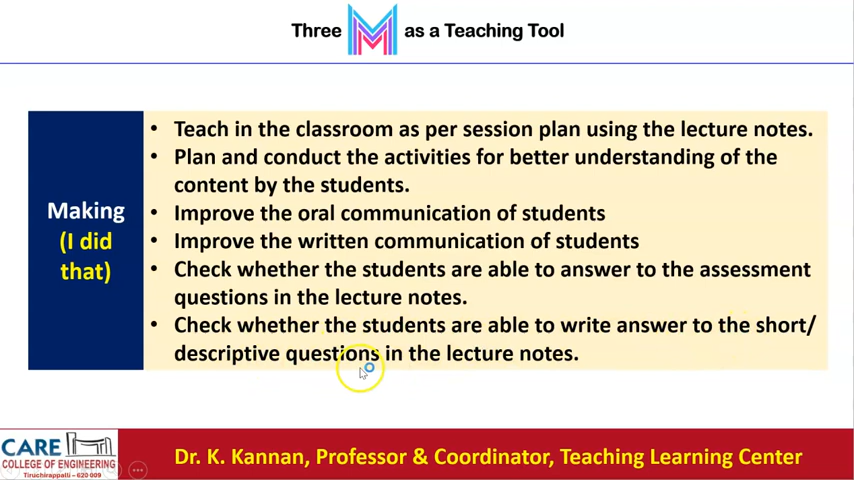 Three M as a Teaching Tool
Making
(I did
that)
• Teach in the classroom as per session plan using the lecture notes.
• Plan and conduct the activities for better understanding of the
content by the students.
• Improve the oral communication of students
• Improve the written communication of students
• Check whether the students are able to answer to the assessment
questions in the lecture notes.
• Check whether the students are able to write answer to the short/
descriptive questions in the lecture notes.
CARE
COLLEGE OF ENGINEERING
Tiruchirappalli – 620 009
Dr. K. Kannan, Professor & Coordinator, Teaching Learning Center